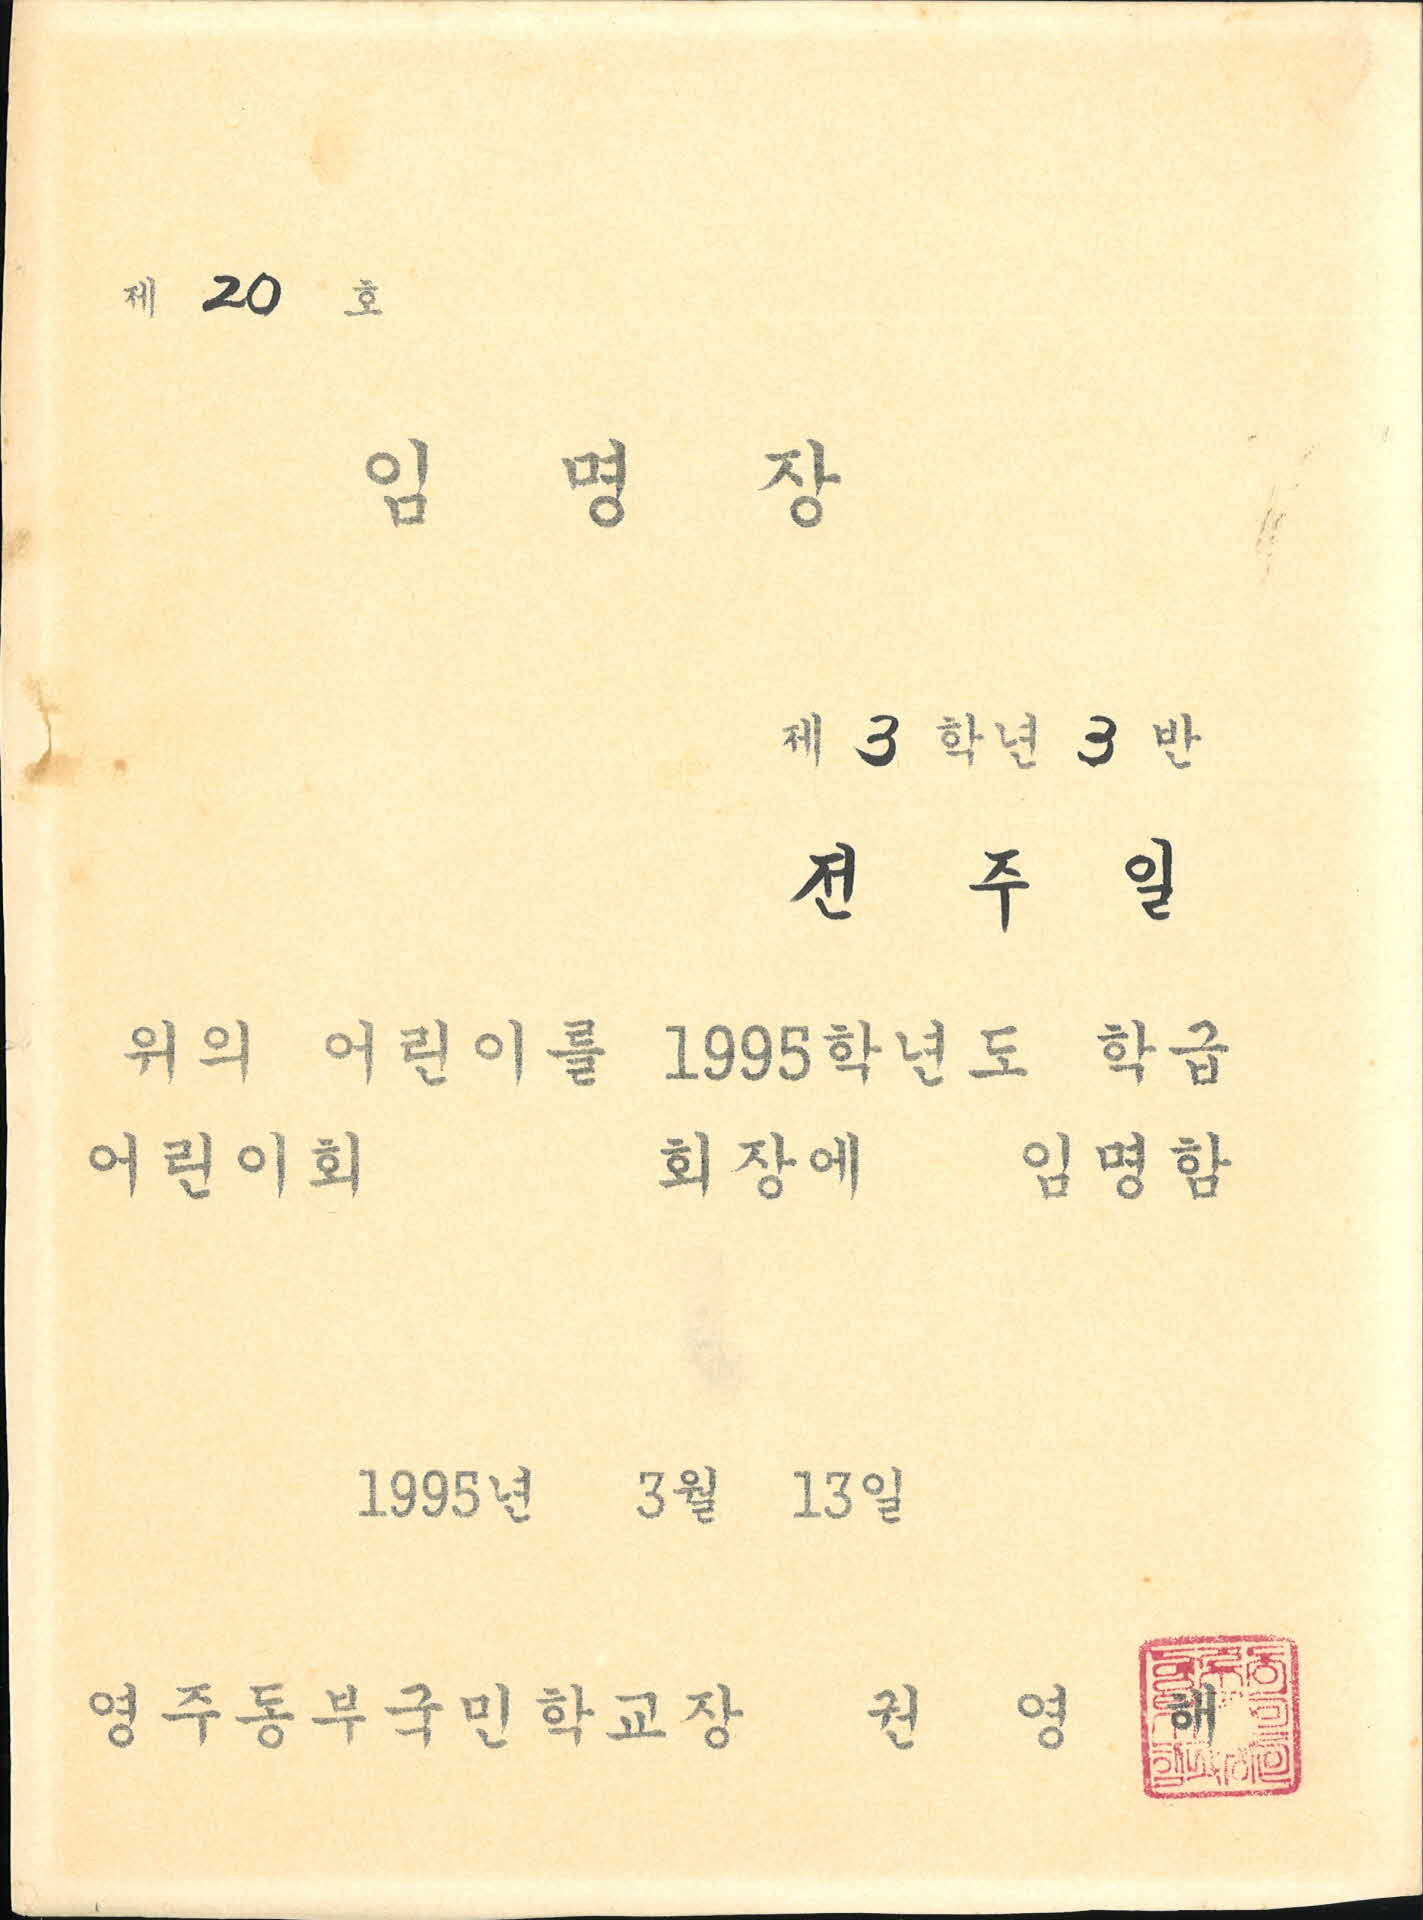 제 20 호
임 명 장
제 3 학년 3 반
전 주 일
위의 어린이를 1995학년도 학급
어린이회 회장에 임명함
1995년 3월 13일
영주동부국민학교장 권 영 해